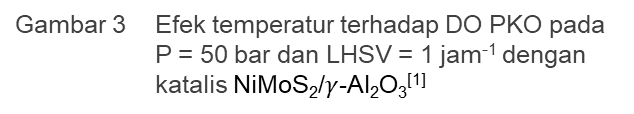 Gambar 3 Efek temperatur terhadap DO PKO pada
P = 50 bar dan LHSV = 1 jam⁻¹ dengan
katalis NiMoS₂/γ-Al₂O₃[1]